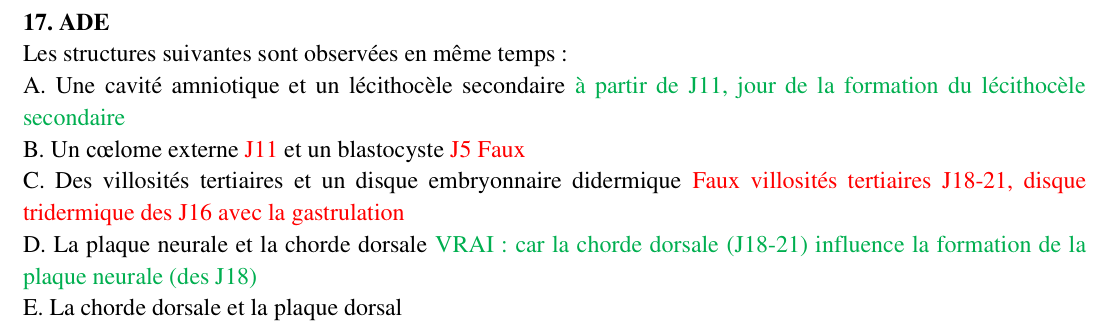 17. ADE
Les structures suivantes sont observées en même temps :
A. Une cavité amniotique et un lécithocèle secondaire à partir de J11, jour de la formation du lécithocèle
secondaire
B. Un cœlome externe J11 et un blastocyste J5 Faux
C. Des villosités tertiaires et un disque embryonnaire didermique Faux villosités tertiaires J18-21, disque
tridermique des J16 avec la gastrulation
D. La plaque neurale et la chorde dorsale VRAI : car la chorde dorsale (J18-21) influence la formation de la
plaque neurale (des J18)
E. La chorde dorsale et la plaque dorsal